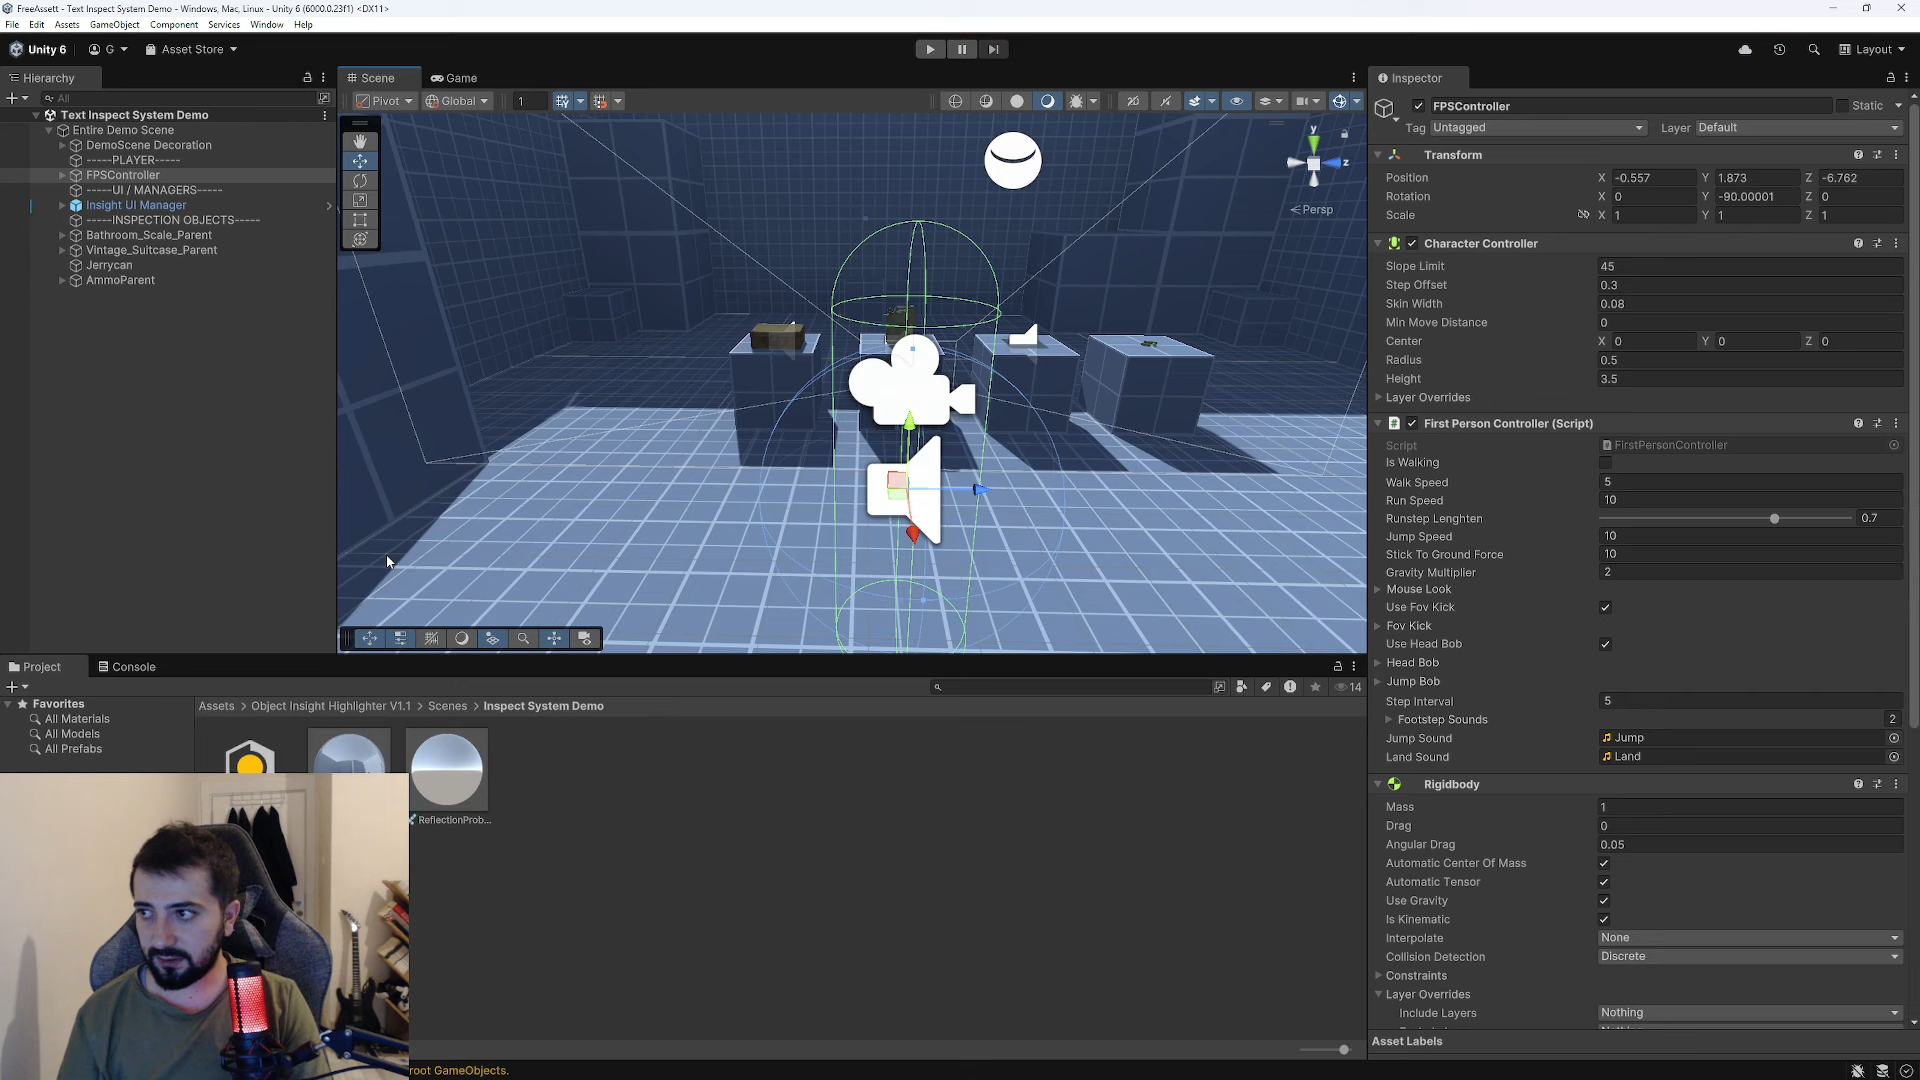 FreeAssett - Text Inspect System Demo - Windows, Mac, Linux - Unity 6 (6000.0.23f1) <DX11>
File Edit Assets GameObject Component Services Window Help
Unity 6 G Asset Store Layout
Hierarchy
All
Text Inspect System Demo
Entire Demo Scene
DemoScene Decoration
-----PLAYER-----
FPSController
-----UI / MANAGERS-----
Insight UI Manager
-----INSPECTION OBJECTS-----
Bathroom_Scale_Parent
Vintage_Suitcase_Parent
Jerrycan
AmmoParent
Scene Game
Pivot Global 1 2D
y
z
Persp
Project Console
14
Favorites
All Materials
All Models
All Prefabs
Assets > Object Insight Highlighter V1.1 > Scenes > Inspect System Demo
ReflectionProb...
root GameObjects.
Inspector
FPSController Static
Tag Untagged Layer Default
Transform
Position X -0.557 Y 1.873 Z -6.762
Rotation X 0 Y -90.00001 Z 0
Scale X 1 Y 1 Z 1
Character Controller
Slope Limit 45
Step Offset 0.3
Skin Width 0.08
Min Move Distance 0
Center X 0 Y 0 Z 0
Radius 0.5
Height 3.5
Layer Overrides
First Person Controller (Script)
Script FirstPersonController
Is Walking
Walk Speed 5
Run Speed 10
Runstep Lenghten 0.7
Jump Speed 10
Stick To Ground Force 10
Gravity Multiplier 2
Mouse Look
Use Fov Kick
Fov Kick
Use Head Bob
Head Bob
Jump Bob
Step Interval 5
Footstep Sounds 2
Jump Sound Jump
Land Sound Land
Rigidbody
Mass 1
Drag 0
Angular Drag 0.05
Automatic Center Of Mass
Automatic Tensor
Use Gravity
Is Kinematic
Interpolate None
Collision Detection Discrete
Constraints
Layer Overrides
Include Layers Nothing
Asset Labels